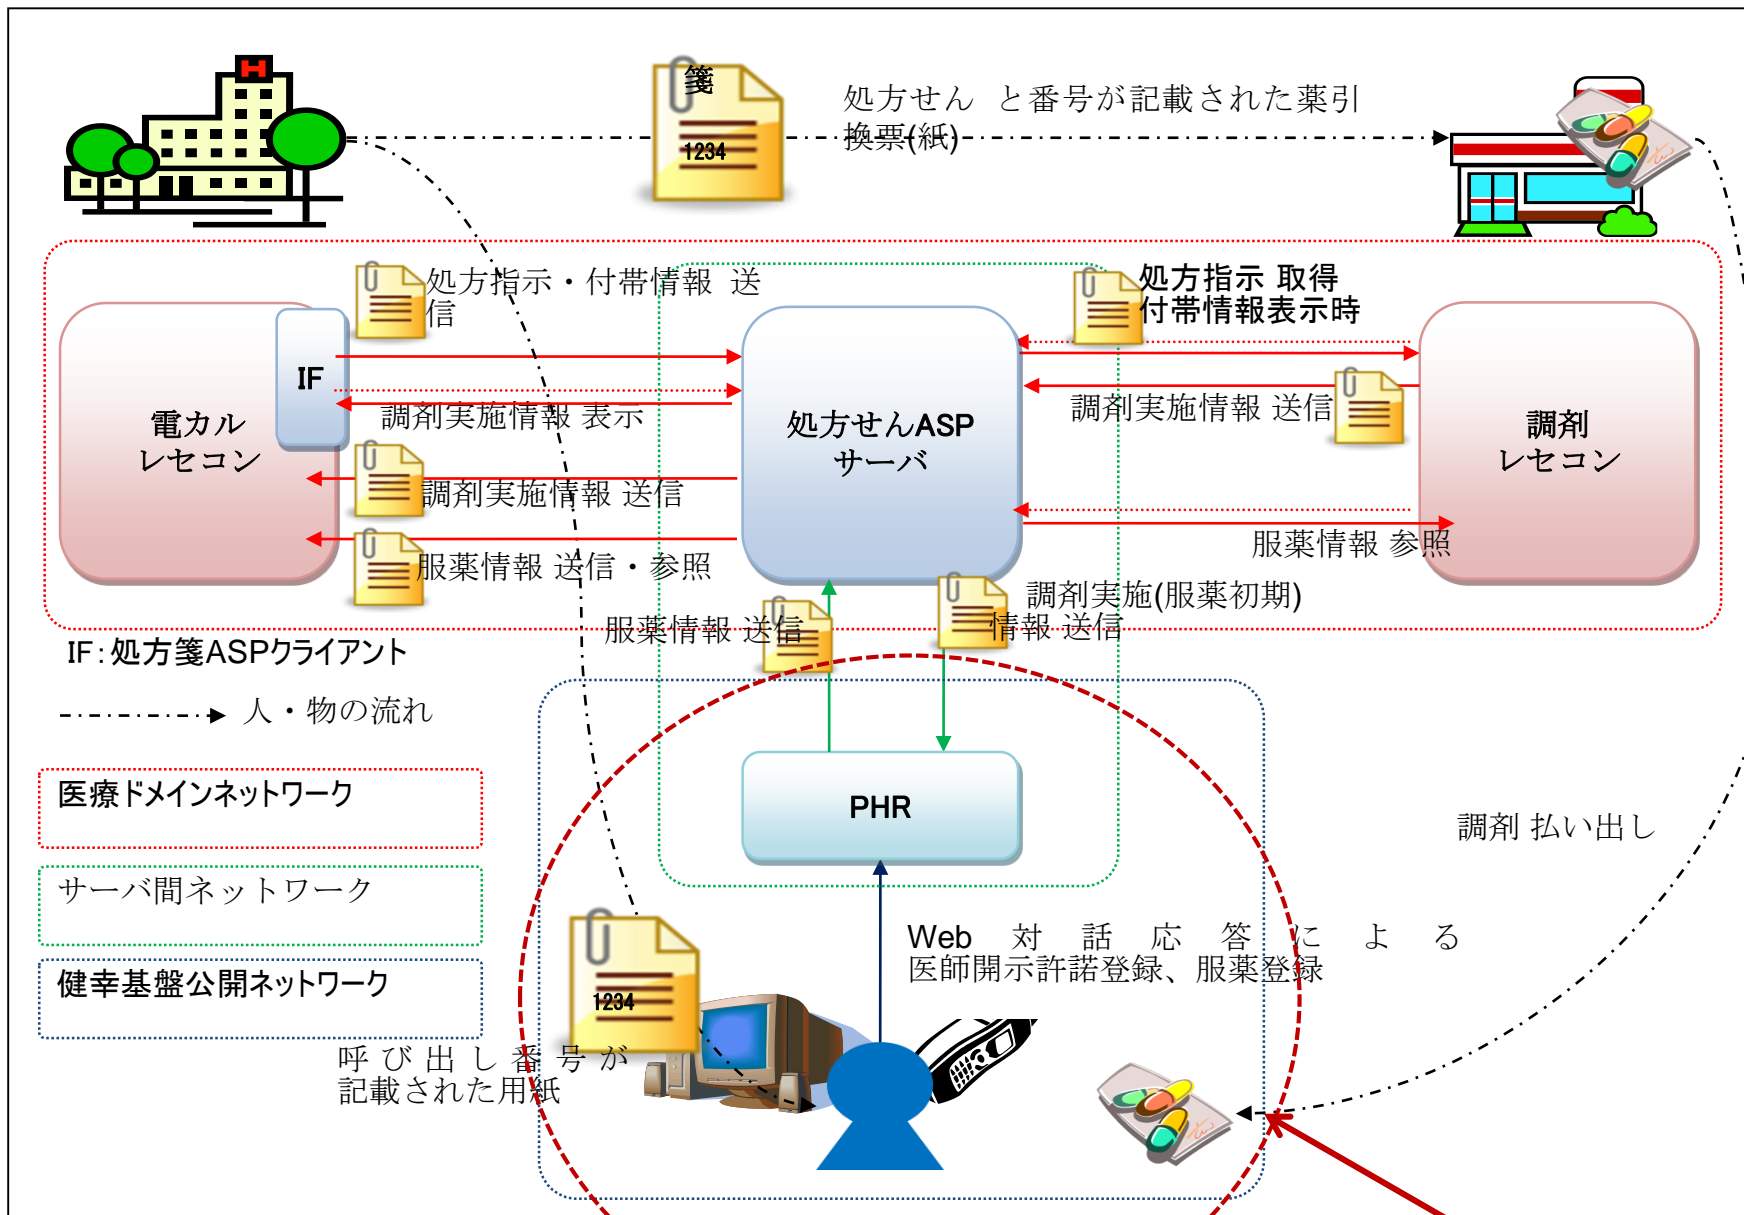 箋
1234
処方せん と番号が記載された薬引
換票(紙)
処方指示・付帯情報 送
信
処方指示 取得
付帯情報表示時
IF
電カル
レセコン
調剤実施情報 表示
処方せんASP
サーバ
調剤実施情報 送信
調剤
レセコン
調剤実施情報 送信
服薬情報 送信・参照
服薬情報 参照
服薬情報 送信
調剤実施(服薬初期)
情報 送信
IF:処方箋ASPクライアント
人・物の流れ
医療ドメインネットワーク
サーバ間ネットワーク
健幸基盤公開ネットワーク
PHR
調剤 払い出し
Web 対話応答による
医師開示許諾登録、服薬登録
1234
呼び出し番号が
記載された用紙